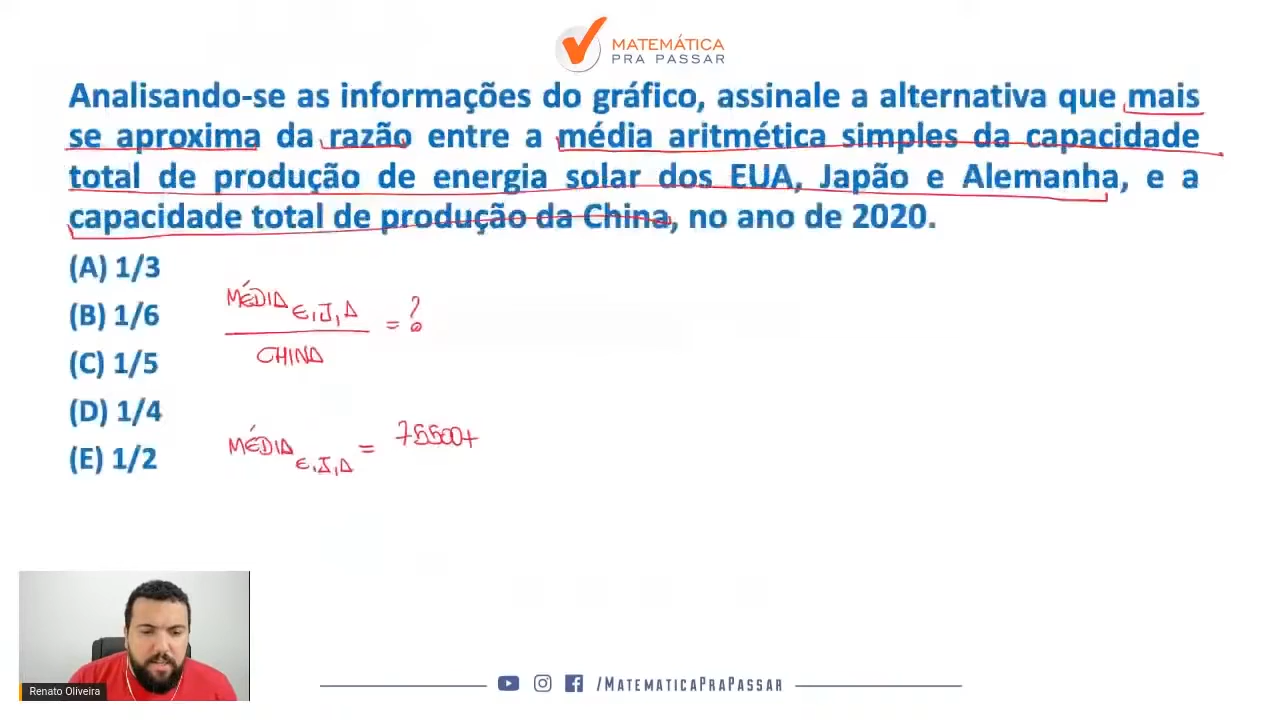 MATEMÁTICA
PRA PASSAR
Analisando-se as informações do gráfico, assinale a alternativa que mais
se aproxima da razão entre a média aritmética simples da capacidade
total de produção de energia solar dos EUA, Japão e Alemanha, e a
capacidade total de produção da China, no ano de 2020.
(A) 1/3
(B) 1/6
(C) 1/5
(D) 1/4
(E) 1/2
MÉDIA E,J,A
CHINA
= ?
MÉDIA E,J,A = 75500+
Renato Oliveira
/MATEMATICAPRAPASSAR